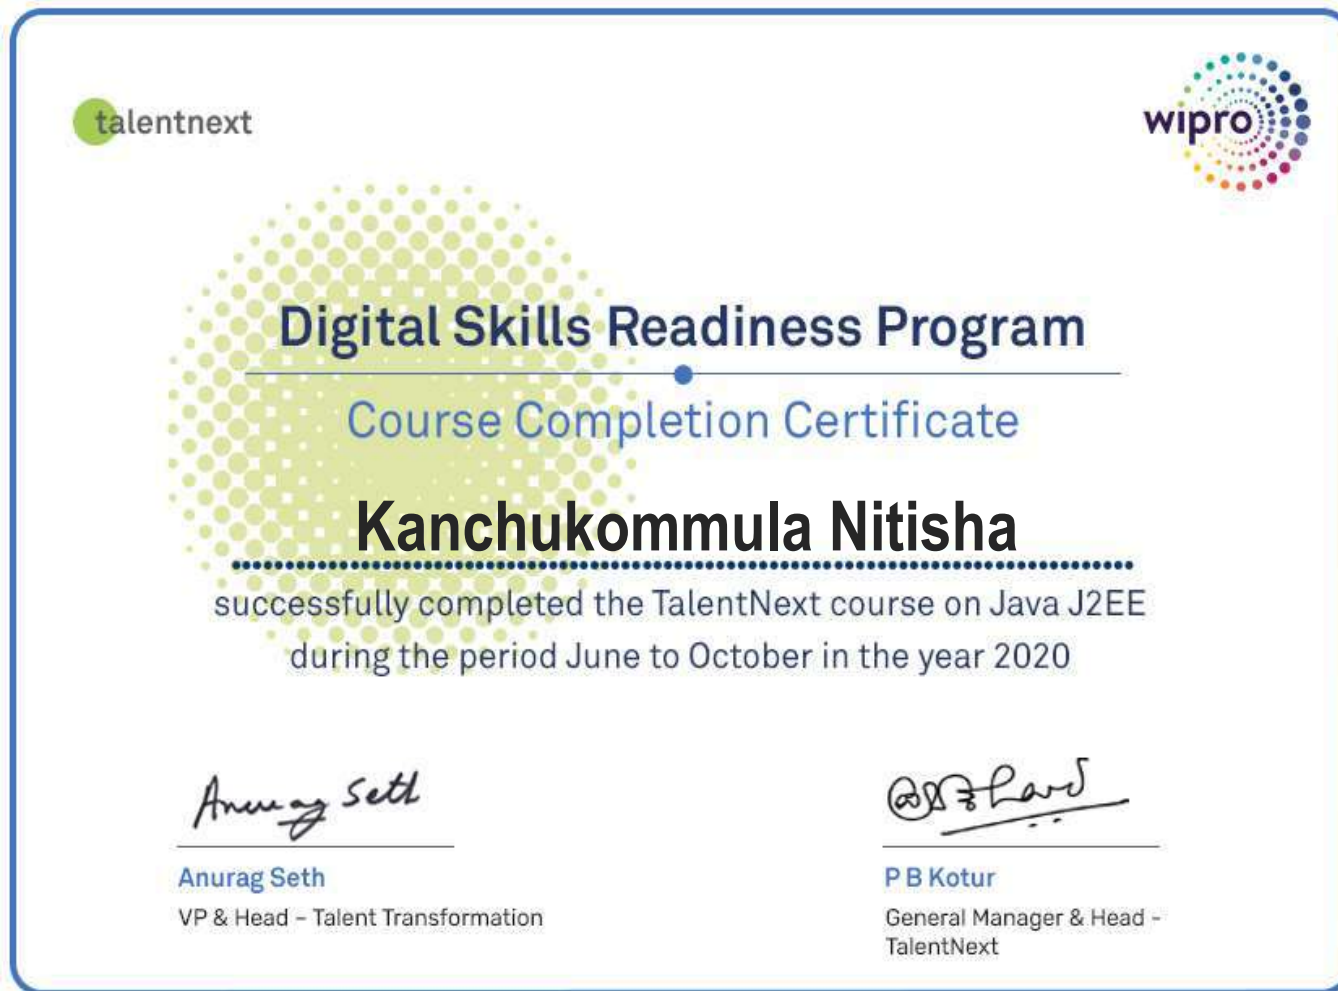 talentnext
wipro
Digital Skills Readiness Program
Course Completion Certificate
Kanchukommula Nitisha
successfully completed the TalentNext course on Java J2EE
during the period June to October in the year 2020
Anurag Seth
Anurag Seth
VP & Head – Talent Transformation
P B Kotur
General Manager & Head -
TalentNext